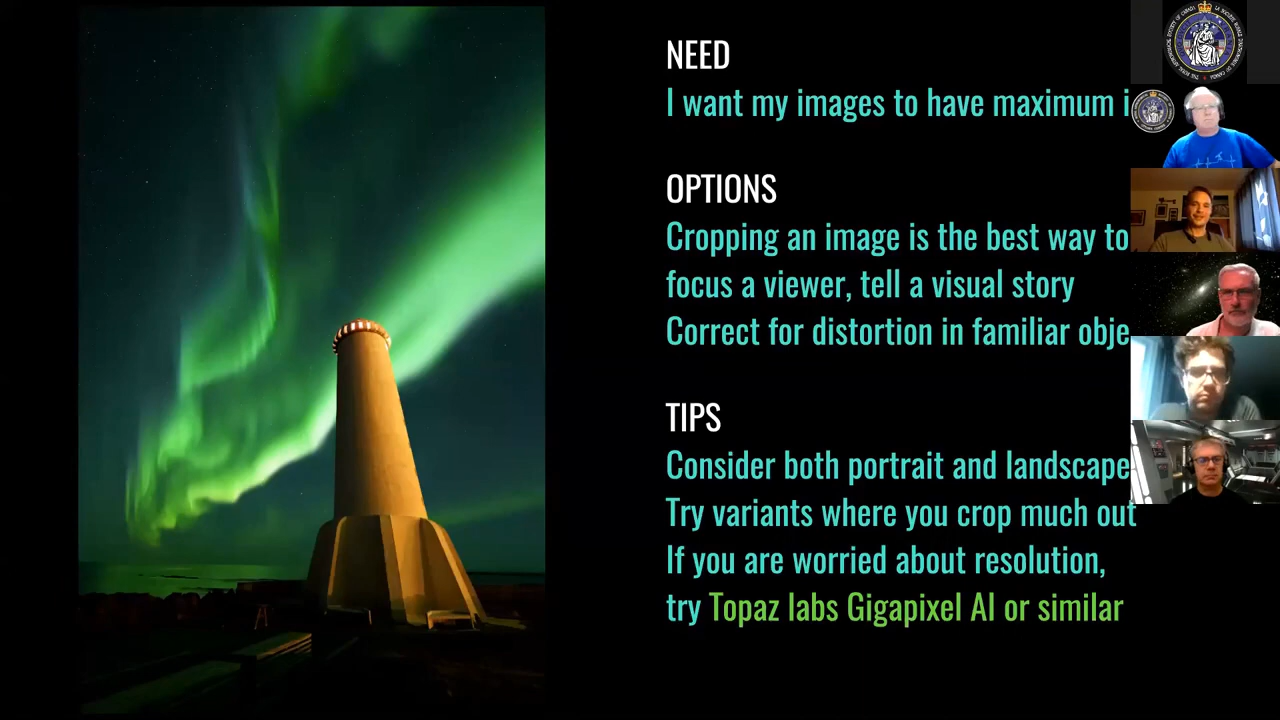 NEED
I want my images to have maximum i
OPTIONS
Cropping an image is the best way to
focus a viewer, tell a visual story
Correct for distortion in familiar obje
TIPS
Consider both portrait and landscape
Try variants where you crop much out
If you are worried about resolution,
try Topaz labs Gigapixel AI or similar